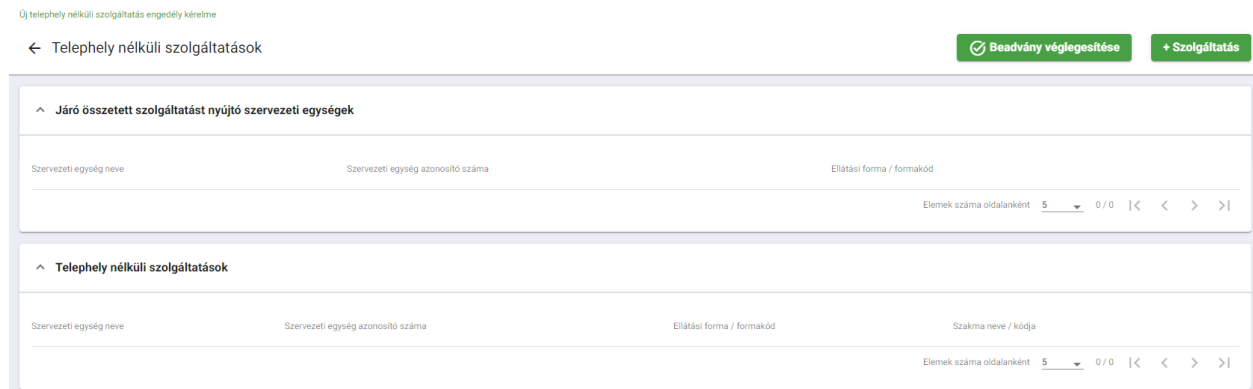 Új telephely nélküli szolgáltatás engedély kérelme
Telephely nélküli szolgáltatások
Beadvány véglegesítése
+ Szolgáltatás
Járó összetett szolgáltatást nyújtó szervezeti egységek
Szervezeti egység neve Szervezeti egység azonosító száma Ellátási forma / formakód
Elemek száma oldalanként 5 0 / 0
Telephely nélküli szolgáltatások
Szervezeti egység neve Szervezeti egység azonosító száma Ellátási forma / formakód Szakma neve / kódja
Elemek száma oldalanként 5 0 / 0